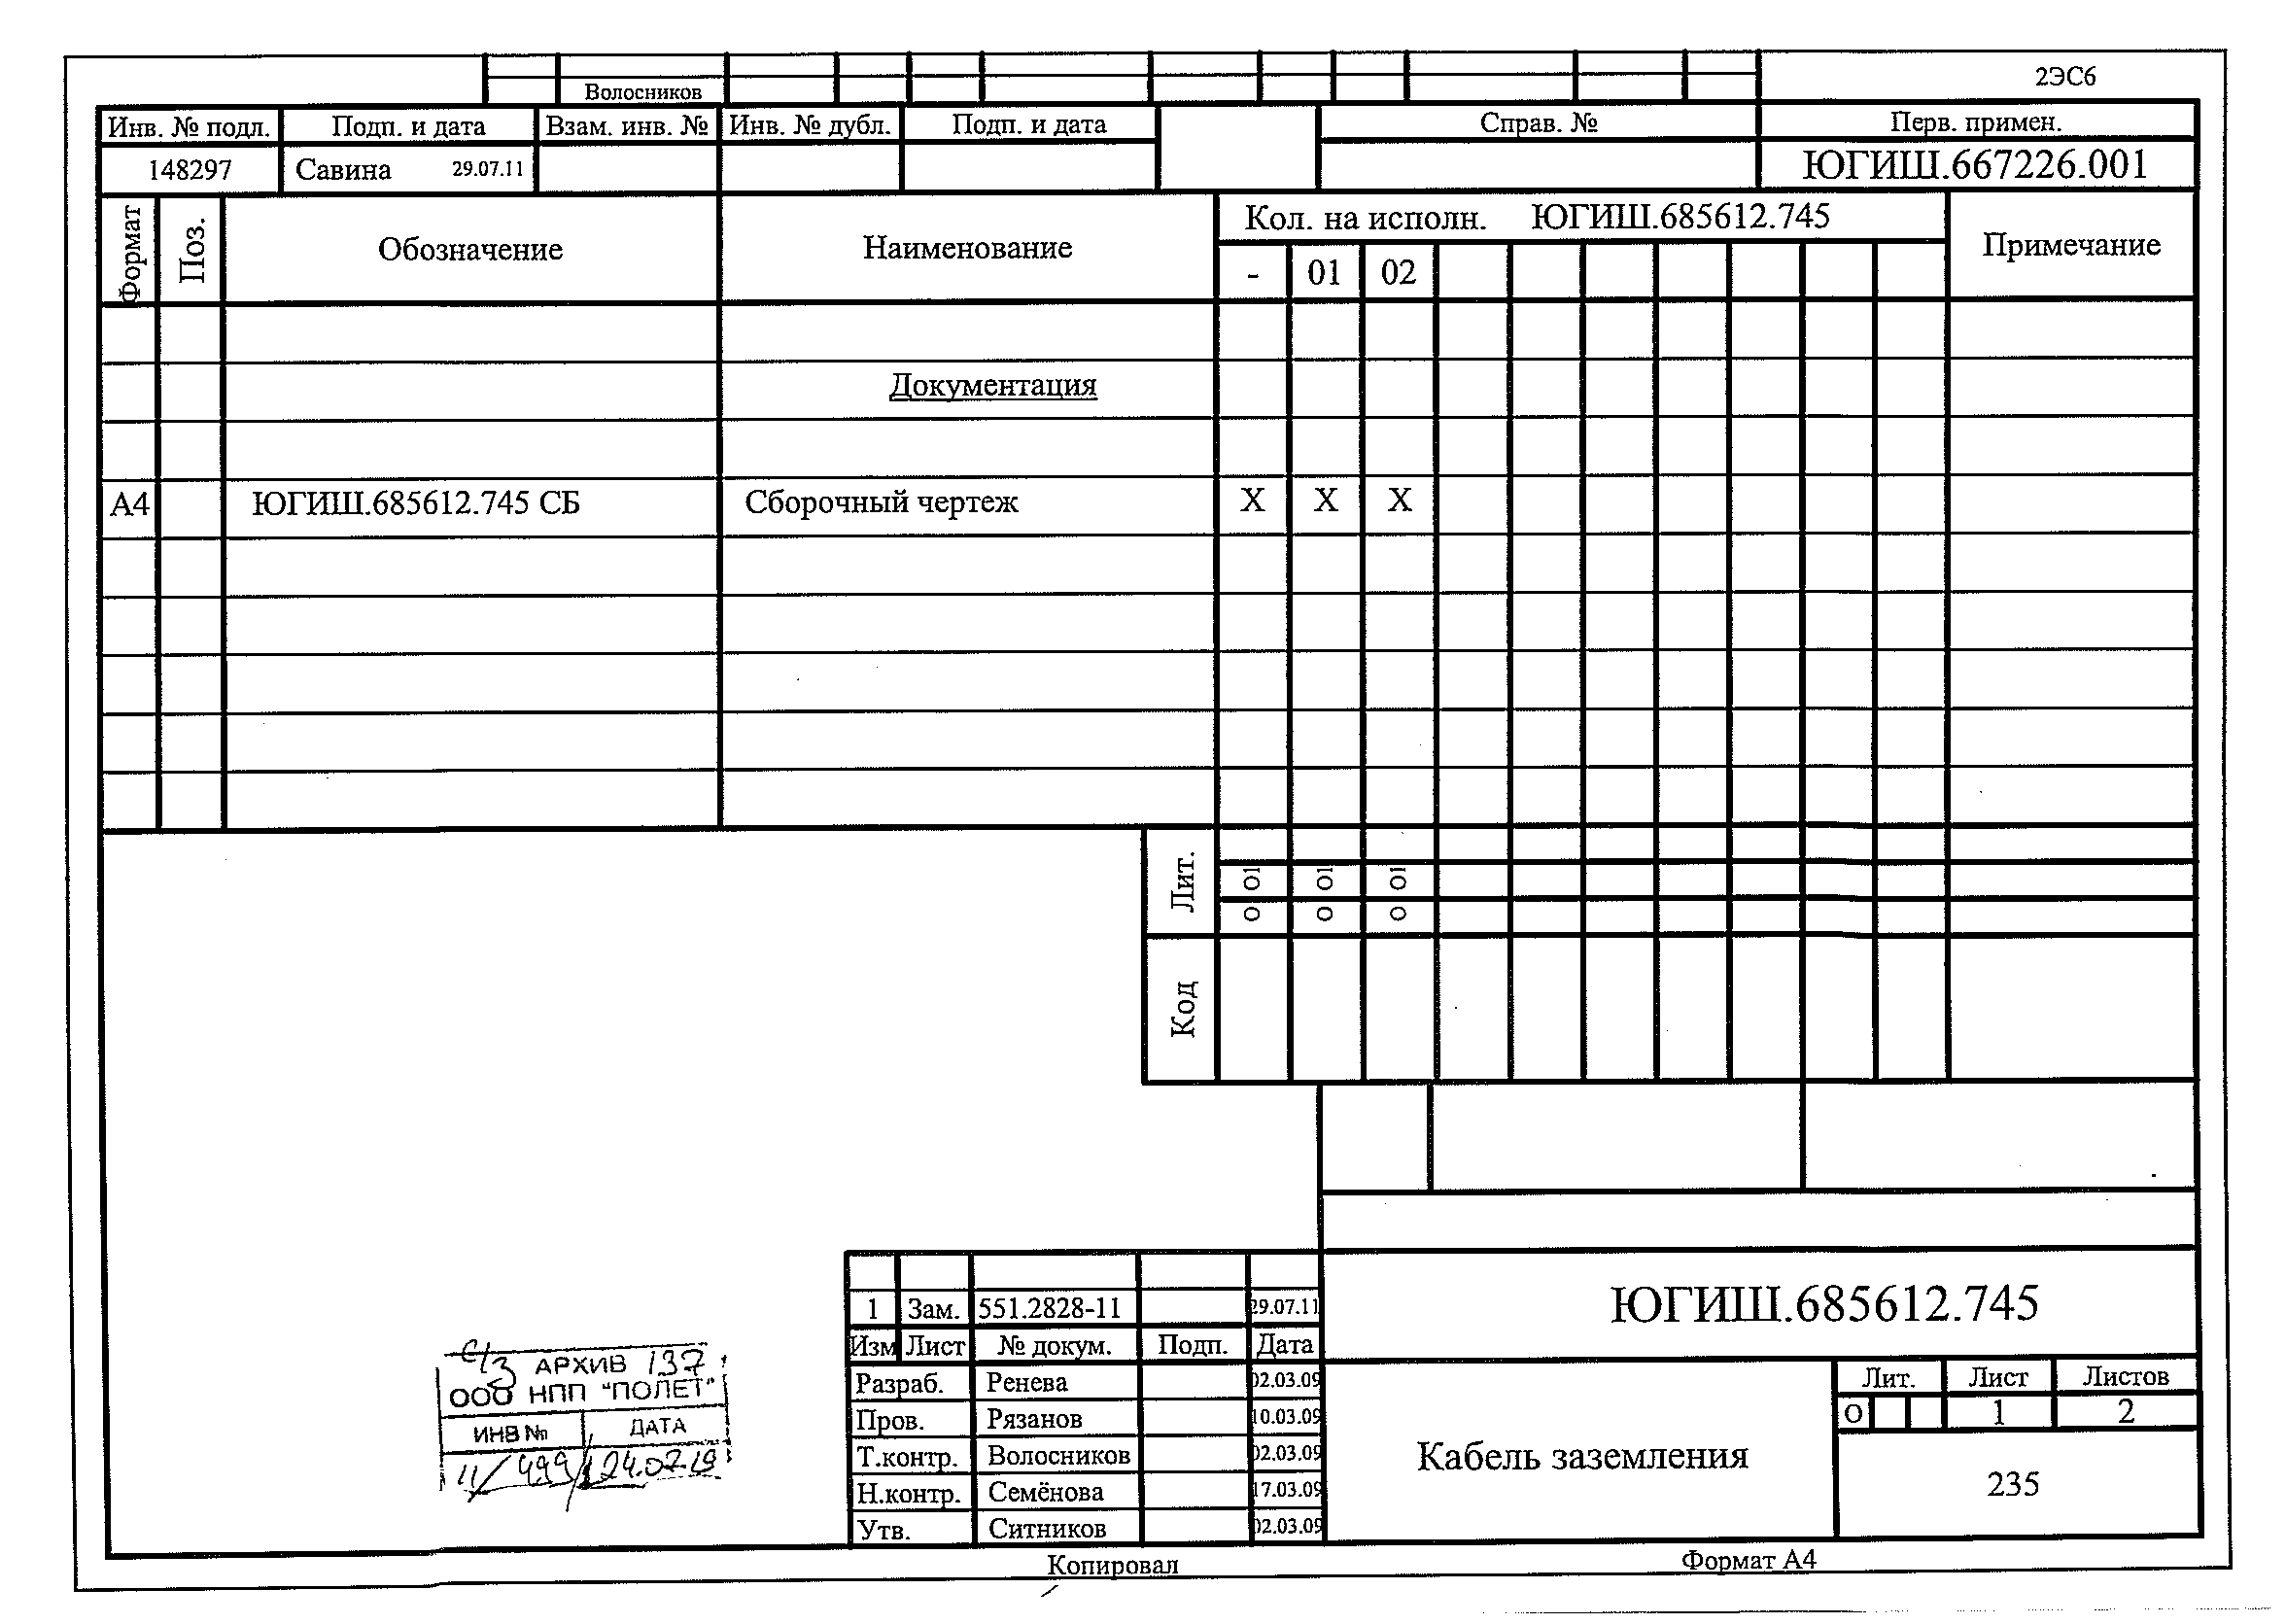 2ЭС6
Волосников
Инв. № подл. Подп. и дата Взам. инв. № Инв. № дубл. Подп. и дата Справ. № Перв. примен.
148297 Савина 29.07.11 ЮГИШ.667226.001
Формат Поз. Обозначение Наименование Кол. на исполн. ЮГИШ.685612.745 Примечание
- 01 02
Документация
А4 ЮГИШ.685612.745 СБ Сборочный чертеж Х Х Х
Лит.
О1 О1 О1
О О О
Код
1 Зам. 551.2828-11 29.07.11
ЮГИШ.685612.745
Изм Лист № докум. Подп. Дата
Разраб. Ренева 02.03.09
Пров. Рязанов 10.03.09
Т.контр. Волосников 02.03.09
Н.контр. Семёнова 17.03.09
Утв. Ситников 02.03.09
Кабель заземления
Лит. Лист Листов
О 1 2
235
с/з АРХИВ 137
ООО НПП "ПОЛЕТ"
ИНВ № ДАТА
11/499 24.07.19
Копировал Формат А4